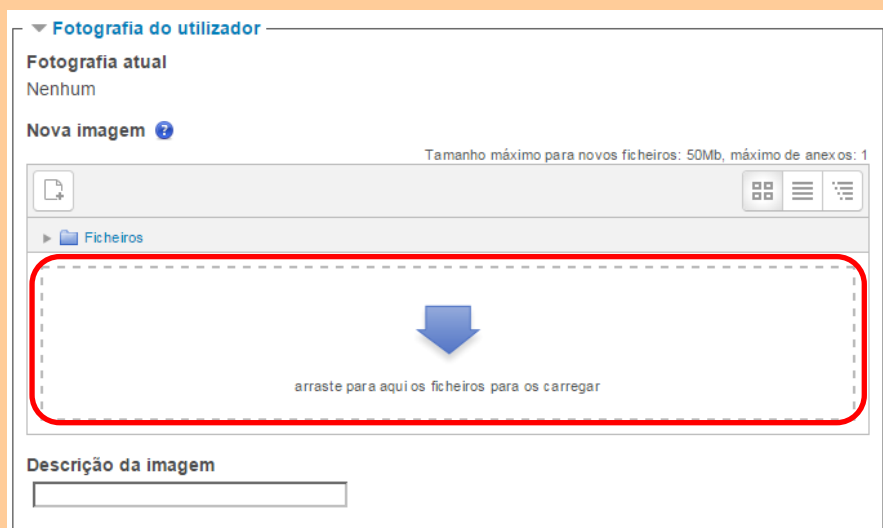 Fotografia do utilizador
Fotografia atual
Nenhum
Nova imagem ?
Tamanho máximo para novos ficheiros: 50Mb, máximo de anexos: 1
Ficheiros
arraste para aqui os ficheiros para os carregar
Descrição da imagem